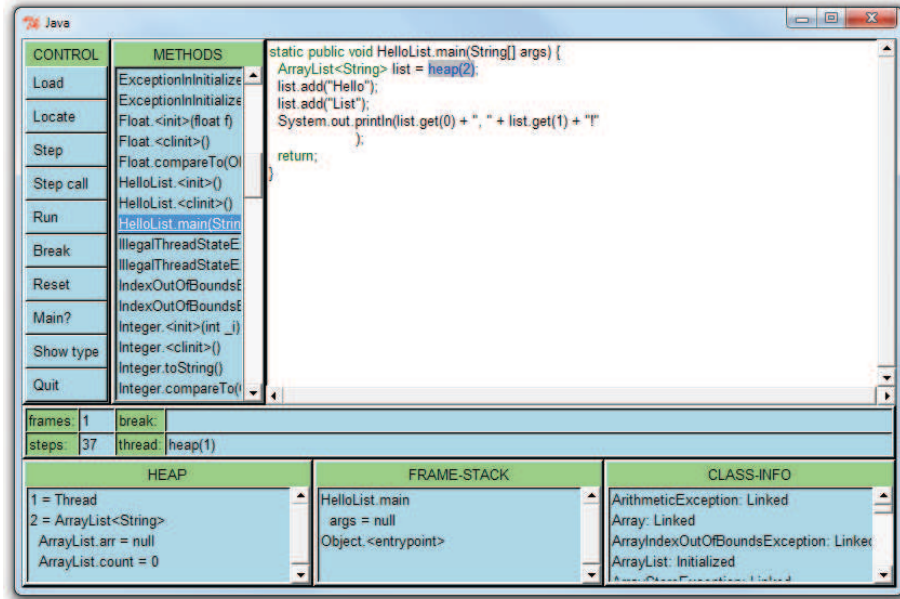 Java
CONTROL
Load
Locate
Step
Step call
Run
Break
Reset
Main?
Show type
Quit
METHODS
ExceptionInInitialize
ExceptionInInitialize
Float.<init>(float f)
Float.<clinit>()
Float.compareTo(Ol
HelloList.<init>()
HelloList.<clinit>()
HelloList.main(Strin
IllegalThreadStateE
IllegalThreadStateE
IndexOutOfBoundsE
IndexOutOfBoundsE
Integer.<init>(int _i)
Integer.<clinit>()
Integer.toString()
Integer.compareTo(
static public void HelloList.main(String[] args) {
ArrayList<String> list = heap(2);
list.add("Hello");
list.add("List");
System.out.println(list.get(0) + ", " + list.get(1) + "!"
);
return;
}
frames: 1 break:
steps: 37 thread: heap(1)
HEAP
1 = Thread
2 = ArrayList<String>
ArrayList.arr = null
ArrayList.count = 0
FRAME-STACK
HelloList.main
args = null
Object.<entrypoint>
CLASS-INFO
ArithmeticException: Linked
Array: Linked
ArrayIndexOutOfBoundsException: Linked
ArrayList: Initialized
ArrayStoreException: Linked